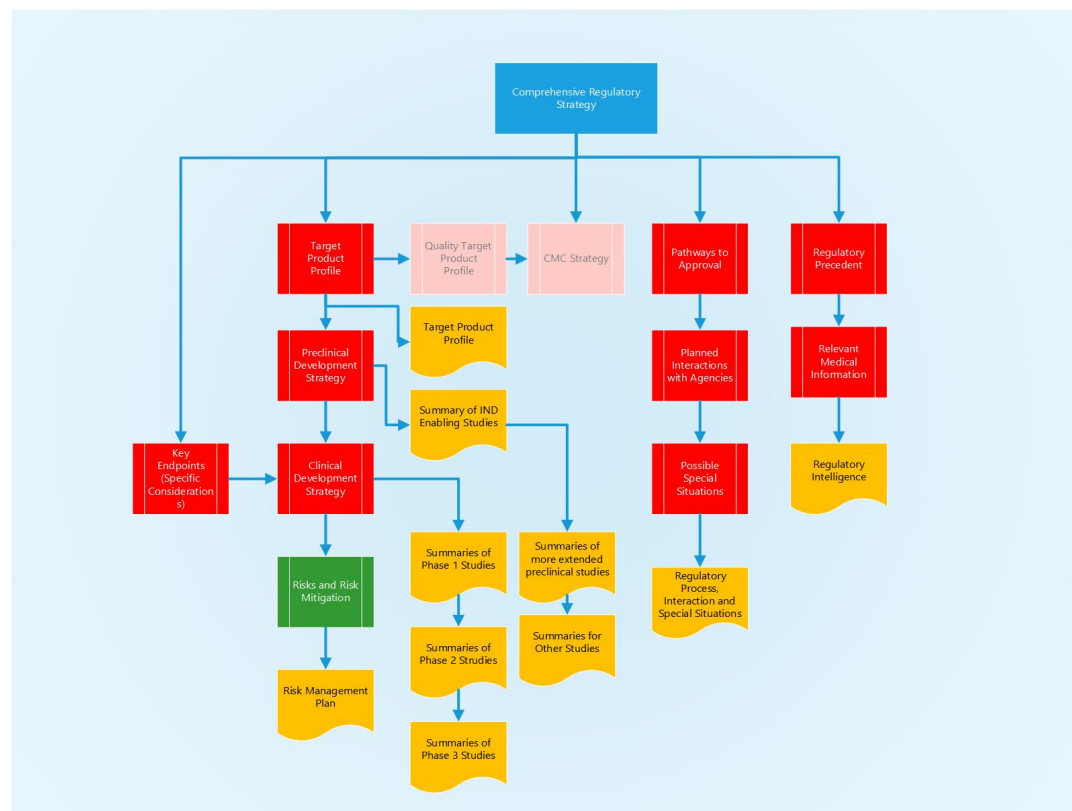 Comprehensive Regulatory
Strategy
Target
Product
Profile
Quality Target
Product
Profile
CMC Strategy
Pathways to
Approval
Regulatory
Precedent
Target Product
Profile
Preclinical
Development
Strategy
Planned
Interactions
with Agencies
Relevant
Medical
Information
Summary of IND
Enabling Studies
Key
Endpoints
(Specific
Consideration
s)
Clinical
Development
Strategy
Possible
Special
Situations
Regulatory
Intelligence
Summaries of
Phase 1 Studies
Summaries of
more extended
preclinical studies
Risks and Risk
Mitigation
Regulatory
Process,
Interaction and
Special Situations
Summaries of
Phase 2 Strudies
Summaries for
Other Studies
Risk Management
Plan
Summaries of
Phase 3 Studies